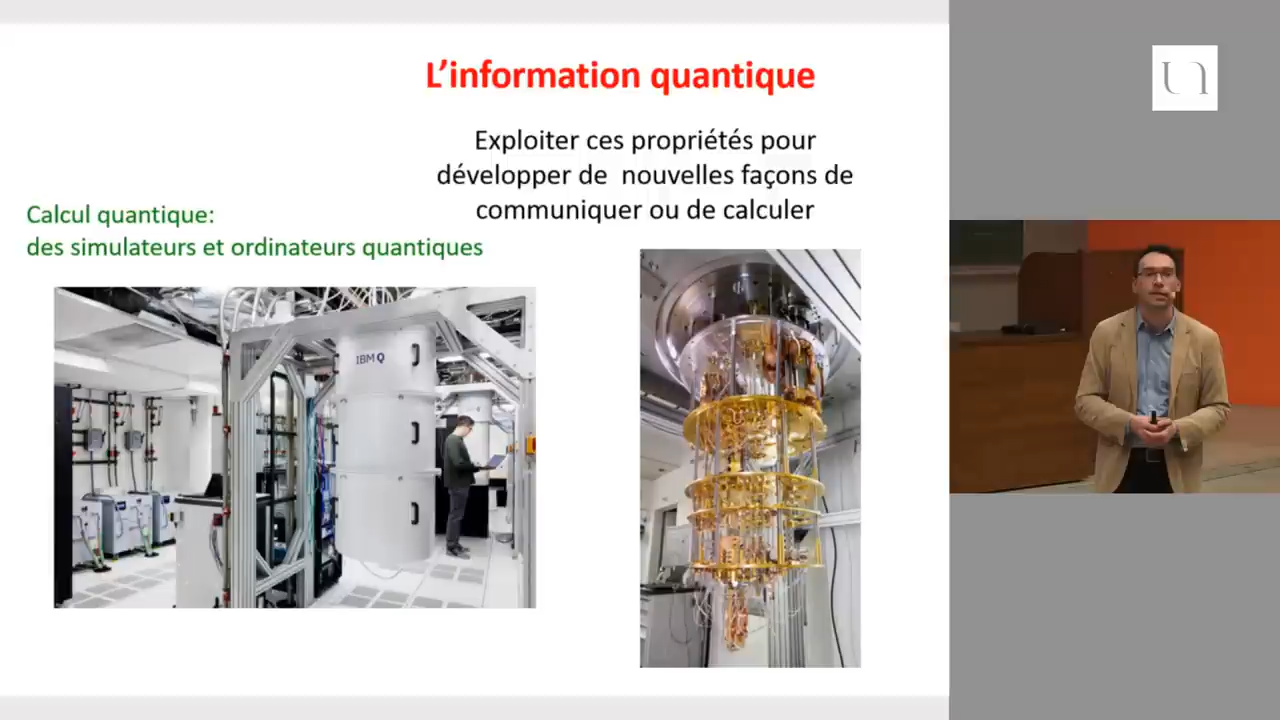 L'information quantique
Exploiter ces propriétés pour
développer de  nouvelles façons de
communiquer ou de calculer
Calcul quantique:
des simulateurs et ordinateurs quantiques
IBM Q